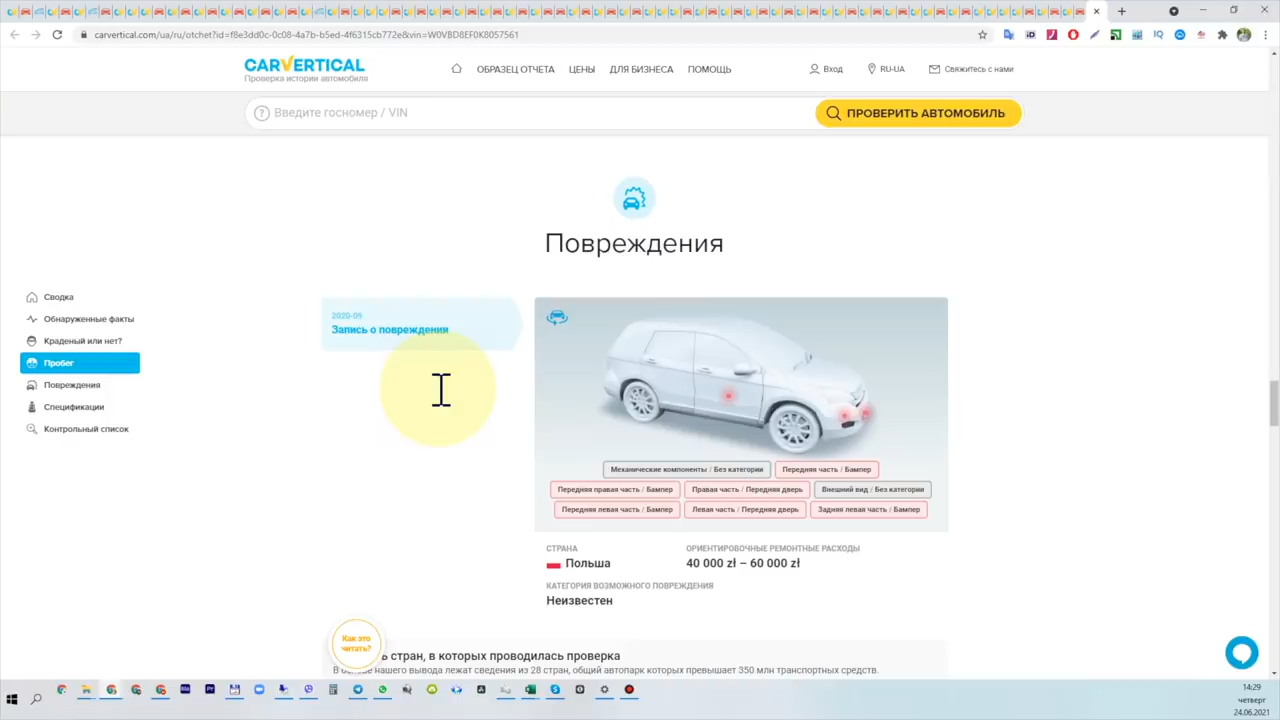 carvertical.com/ua/ru/otchet?id=f8e3dd0c-0c08-4a7b-b5ed-4f6315cb772e&vin=W0VBD8EF0K8057561
CARVERTICAL
Проверка истории автомобиля
ОБРАЗЕЦ ОТЧЕТА
ЦЕНЫ
ДЛЯ БИЗНЕСА
ПОМОЩЬ
Вход
RU-UA
Свяжитесь с нами
Введите госномер / VIN
ПРОВЕРИТЬ АВТОМОБИЛЬ
Повреждения
Сводка
Обнаруженные факты
Краденый или нет?
Пробег
Повреждения
Спецификации
Контрольный список
2020-09
Запись о повреждении
Механические компоненты / Без категории
Передняя часть / Бампер
Передняя правая часть / Бампер
Правая часть / Передняя дверь
Внешний вид / Без категории
Передняя левая часть / Бампер
Левая часть / Передняя дверь
Задняя левая часть / Бампер
СТРАНА
Польша
ОРИЕНТИРОВОЧНЫЕ РЕМОНТНЫЕ РАСХОДЫ
40 000 zł – 60 000 zł
КАТЕГОРИЯ ВОЗМОЖНОГО ПОВРЕЖДЕНИЯ
Неизвестен
Как это
читать?
стран, в которых проводилась проверка
нашего вывода лежат сведения из 28 стран, общий автопарк которых превышает 350 млн транспортных средств.
14:29
четверг
24.06.2021